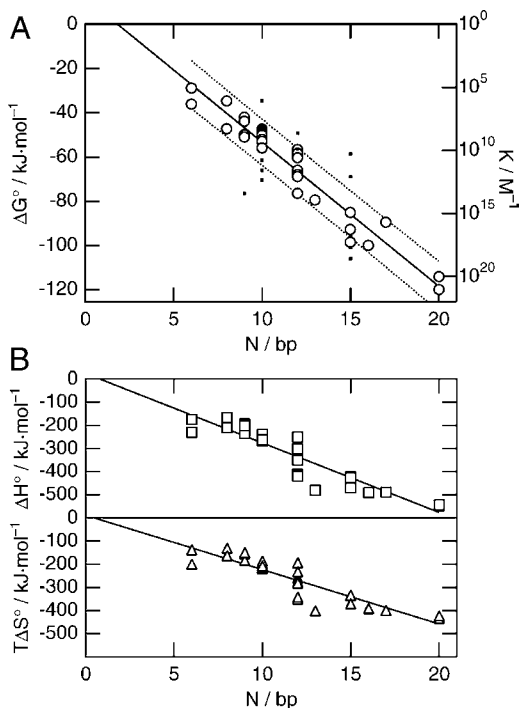 A
0
-20
-40
-60
-80
-100
-120
ΔG° / kJ·mol⁻¹
10⁰
10⁵
10¹⁰
10¹⁵
10²⁰
K / M⁻¹
0 5 10 15 20
N / bp
B
0
-100
-200
-300
-400
-500
ΔH° / kJ·mol⁻¹
0
-100
-200
-300
-400
-500
TΔS° / kJ·mol⁻¹
0 5 10 15 20
N / bp